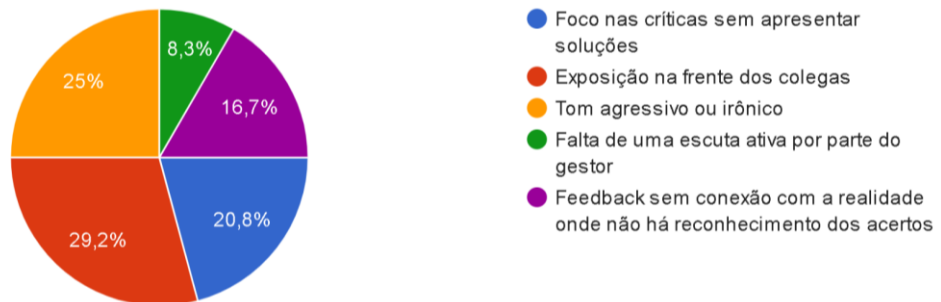 8,3%
25%
16,7%
20,8%
29,2%
Foco nas críticas sem apresentar
soluções
Exposição na frente dos colegas
Tom agressivo ou irônico
Falta de uma escuta ativa por parte do
gestor
Feedback sem conexão com a realidade
onde não há reconhecimento dos acertos